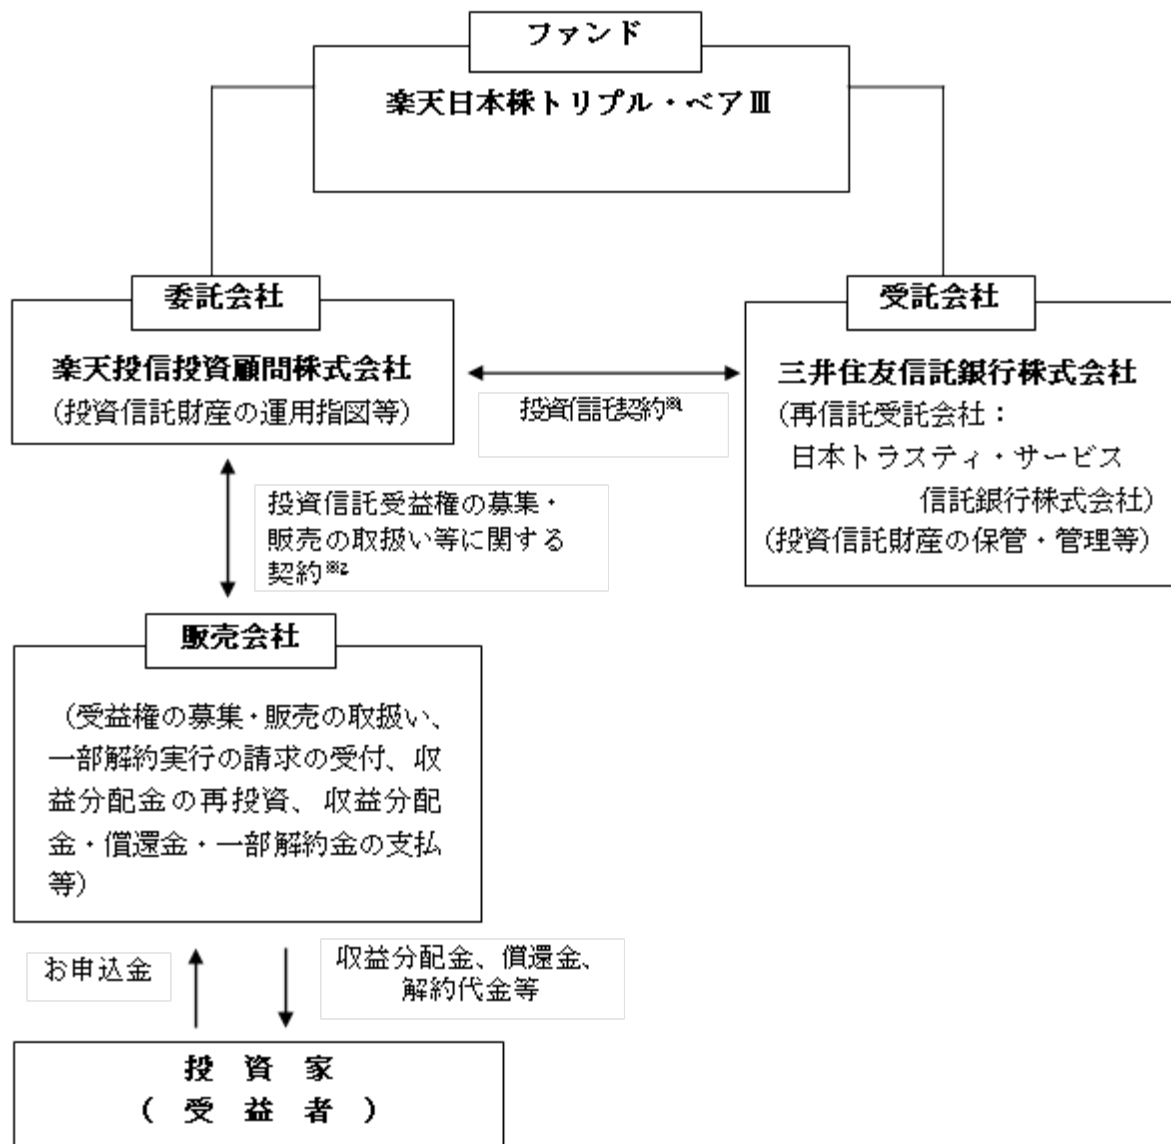 ファンド
楽天日本株トリプル・ベアⅢ
委託会社
楽天投信投資顧問株式会社
(投資信託財産の運用指図等)
投資信託契約※1
受託会社
三井住友信託銀行株式会社
(再信託受託会社:
日本トラスティ・サービス
信託銀行株式会社)
(投資信託財産の保管・管理等)
投資信託受益権の募集・
販売の取扱い等に関する
契約※2
販売会社
(受益権の募集・販売の取扱い、
一部解約実行の請求の受付、収
益分配金の再投資、収益分配
金・償還金・一部解約金の支払
等)
お申込金
収益分配金、償還金、
解約代金等
投 資 家
( 受 益 者 )